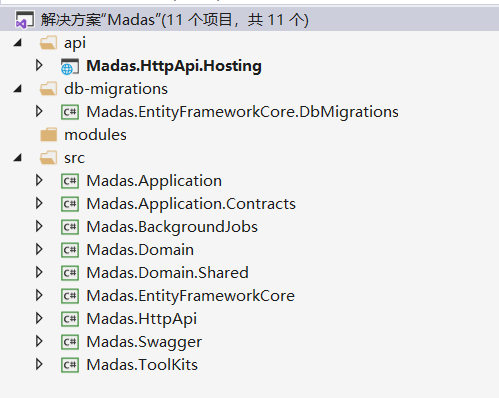 解决方案"Madas"(11 个项目，共 11 个)
api
Madas.HttpApi.Hosting
db-migrations
C# Madas.EntityFrameworkCore.DbMigrations
modules
src
C# Madas.Application
C# Madas.Application.Contracts
C# Madas.BackgroundJobs
C# Madas.Domain
C# Madas.Domain.Shared
C# Madas.EntityFrameworkCore
C# Madas.HttpApi
C# Madas.Swagger
C# Madas.ToolKits